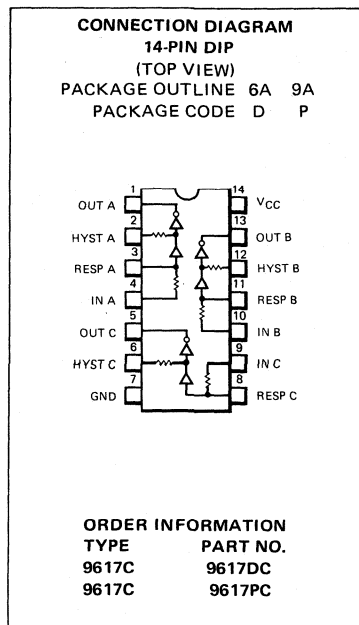 CONNECTION DIAGRAM
14-PIN DIP
(TOP VIEW)
PACKAGE OUTLINE 6A 9A
PACKAGE CODE D P
1 14
OUT A VCC
2 13
HYST A OUT B
3 12
RESP A HYST B
4 11
IN A RESP B
5 10
OUT C IN B
6 9
HYST C IN C
7 8
GND RESP C
ORDER INFORMATION
TYPE PART NO.
9617C 9617DC
9617C 9617PC